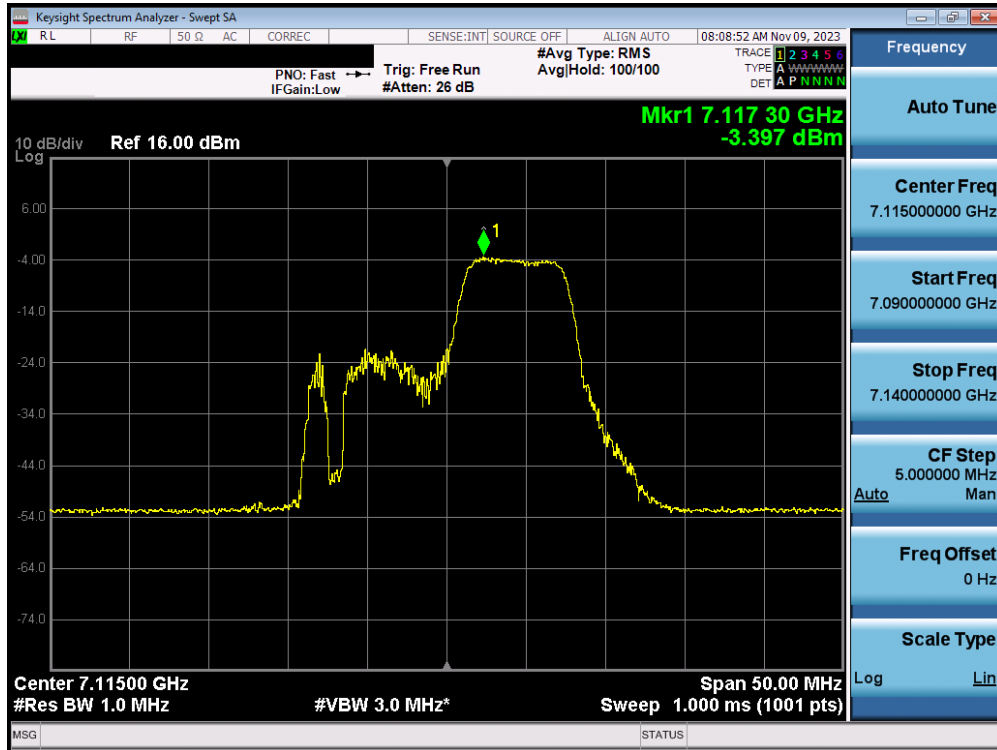 Keysight Spectrum Analyzer - Swept SA
LXI RL RF 50 Ω AC CORREC SENSE:INT SOURCE OFF ALIGN AUTO 08:08:52 AM Nov 09, 2023
PNO: Fast
IFGain:Low
Trig: Free Run
#Atten: 26 dB
#Avg Type: RMS
Avg|Hold: 100/100
TRACE 1 2 3 4 5 6
TYPE A WWWWW
DET A P N N N N
Mkr1 7.117 30 GHz
-3.397 dBm
10 dB/div Ref 16.00 dBm
Log
1
6.00
-4.00
-14.0
-24.0
-34.0
-44.0
-54.0
-64.0
-74.0
Center 7.11500 GHz Span 50.00 MHz
#Res BW 1.0 MHz #VBW 3.0 MHz* Sweep 1.000 ms (1001 pts)
MSG STATUS
Frequency
Auto Tune
Center Freq
7.115000000 GHz
Start Freq
7.090000000 GHz
Stop Freq
7.140000000 GHz
CF Step
5.000000 MHz
Auto Man
Freq Offset
0 Hz
Scale Type
Log Lin